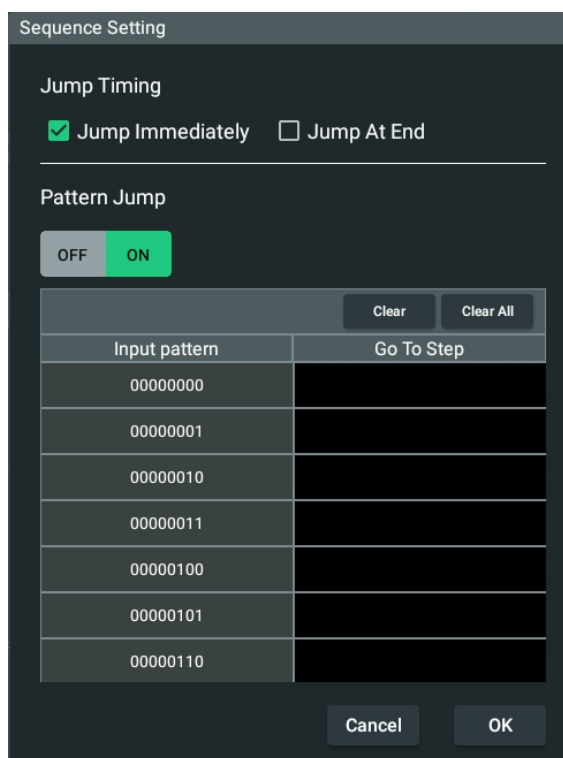 Sequence Setting
Jump Timing
Jump Immediately Jump At End
Pattern Jump
OFF ON
Clear Clear All
Input pattern Go To Step
00000000
00000001
00000010
00000011
00000100
00000101
00000110
Cancel OK